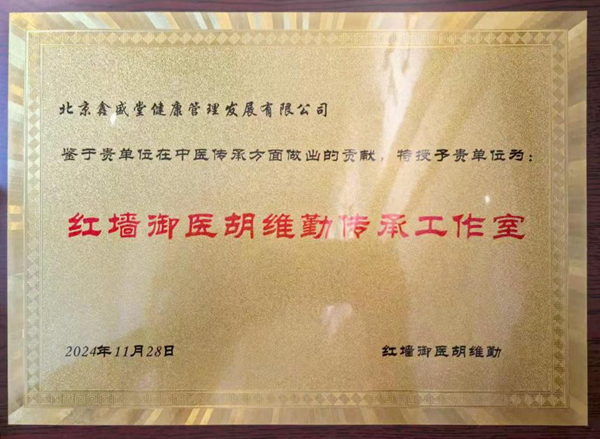 北京鑫盛堂健康管理发展有限公司
鉴于贵单位在中医传承方面做出的贡献，特授予贵单位为：
红墙御医胡维勤传承工作室
2024年11月28日 红墙御医胡维勤